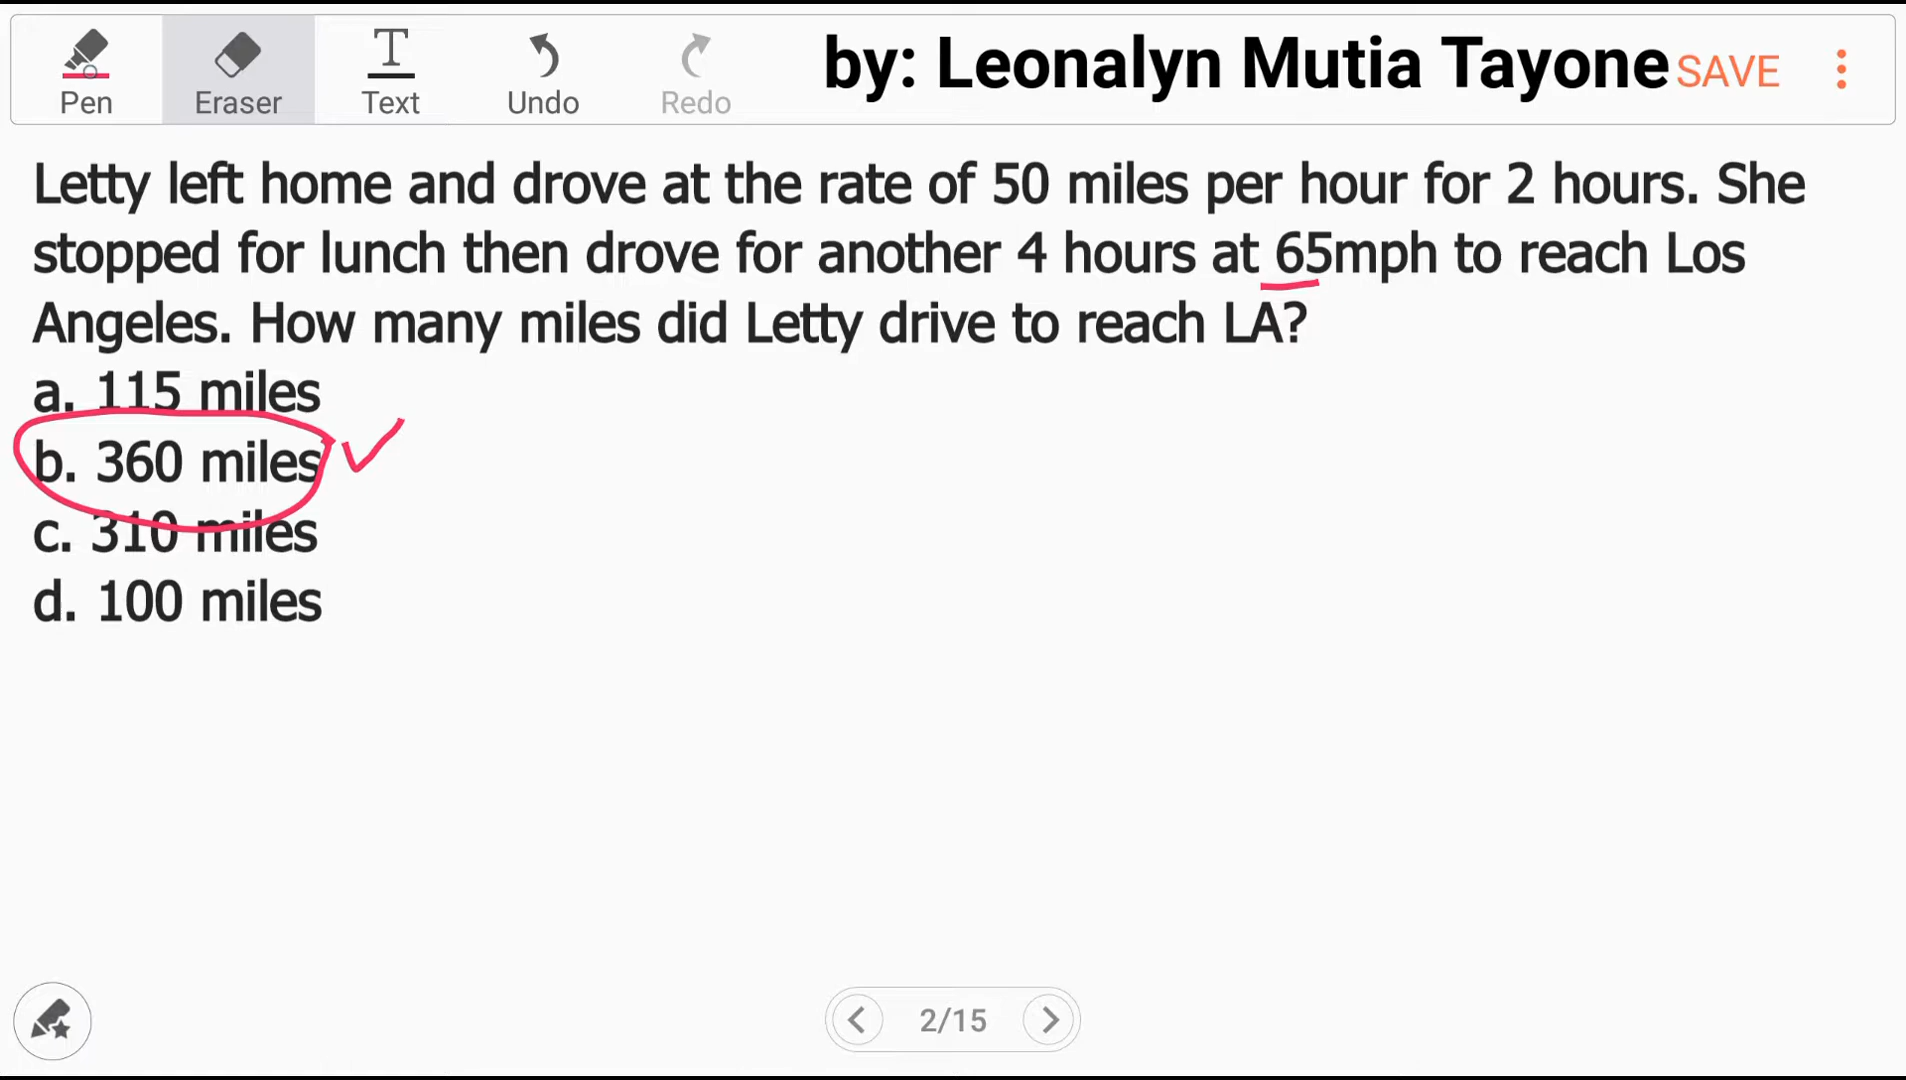 Pen
Eraser
Text
Undo
Redo
by: Leonalyn Mutia Tayone
SAVE
Letty left home and drove at the rate of 50 miles per hour for 2 hours. She
stopped for lunch then drove for another 4 hours at 65mph to reach Los
Angeles. How many miles did Letty drive to reach LA?
a. 115 miles
b. 360 miles
c. 310 miles
d. 100 miles
2/15